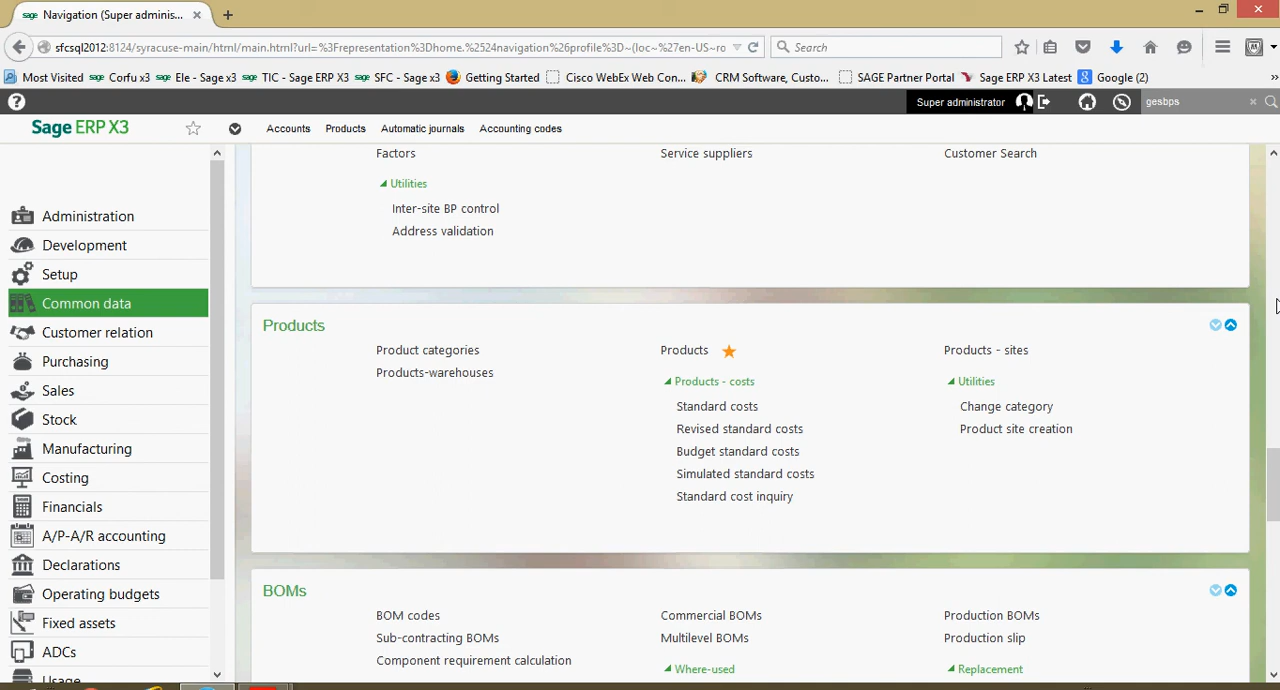 sage Navigation (Super adminis...
sfcsql2012:8124/syracuse-main/html/main.html?url=%3Frepresentation%3Dhome.%2524navigation%26profile%3D~(loc~%27en-US~ro
Search
Most Visited sage Corfu x3 sage Ele - Sage x3 sage TIC - Sage ERP X3 sage SFC - Sage x3 Getting Started Cisco WebEx Web Con... CRM Software, Custo... SAGE Partner Portal Sage ERP X3 Latest Google (2) »
? Super administrator gesbps
Sage ERP X3 Accounts Products Automatic journals Accounting codes
Administration
Development
Setup
Common data
Customer relation
Purchasing
Sales
Stock
Manufacturing
Costing
Financials
A/P-A/R accounting
Declarations
Operating budgets
Fixed assets
ADCs
Usage
Factors Service suppliers Customer Search
Utilities
Inter-site BP control
Address validation
Products
Product categories Products Products - sites
Products-warehouses
Products - costs Utilities
Standard costs Change category
Revised standard costs Product site creation
Budget standard costs
Simulated standard costs
Standard cost inquiry
BOMs
BOM codes Commercial BOMs Production BOMs
Sub-contracting BOMs Multilevel BOMs Production slip
Component requirement calculation
Where-used Replacement